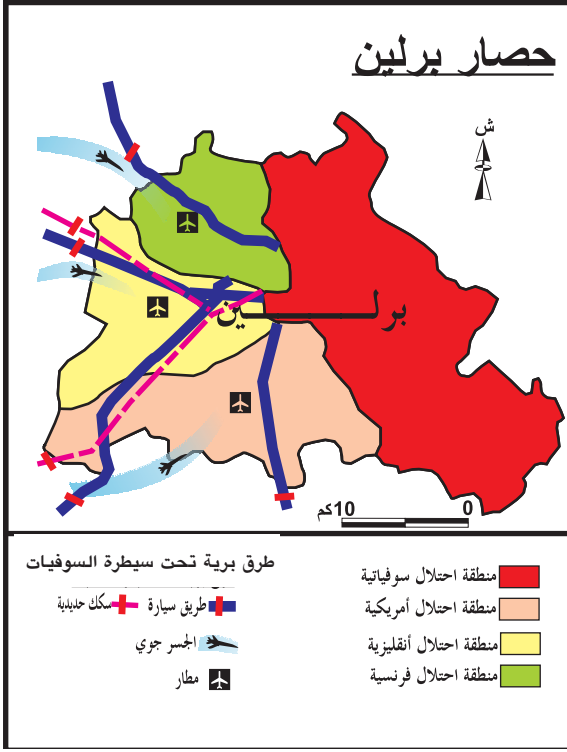 حصار برلين
ش
برلــــــين
10كم 0
طرق برية تحت سيطرة السوفيات
طريق سيارة
سكك حديدية
الجسر جوي
مطار
منطقة احتلال سوفياتية
منطقة احتلال أمريكية
منطقة احتلال أنقليزية
منطقة احتلال فرنسية